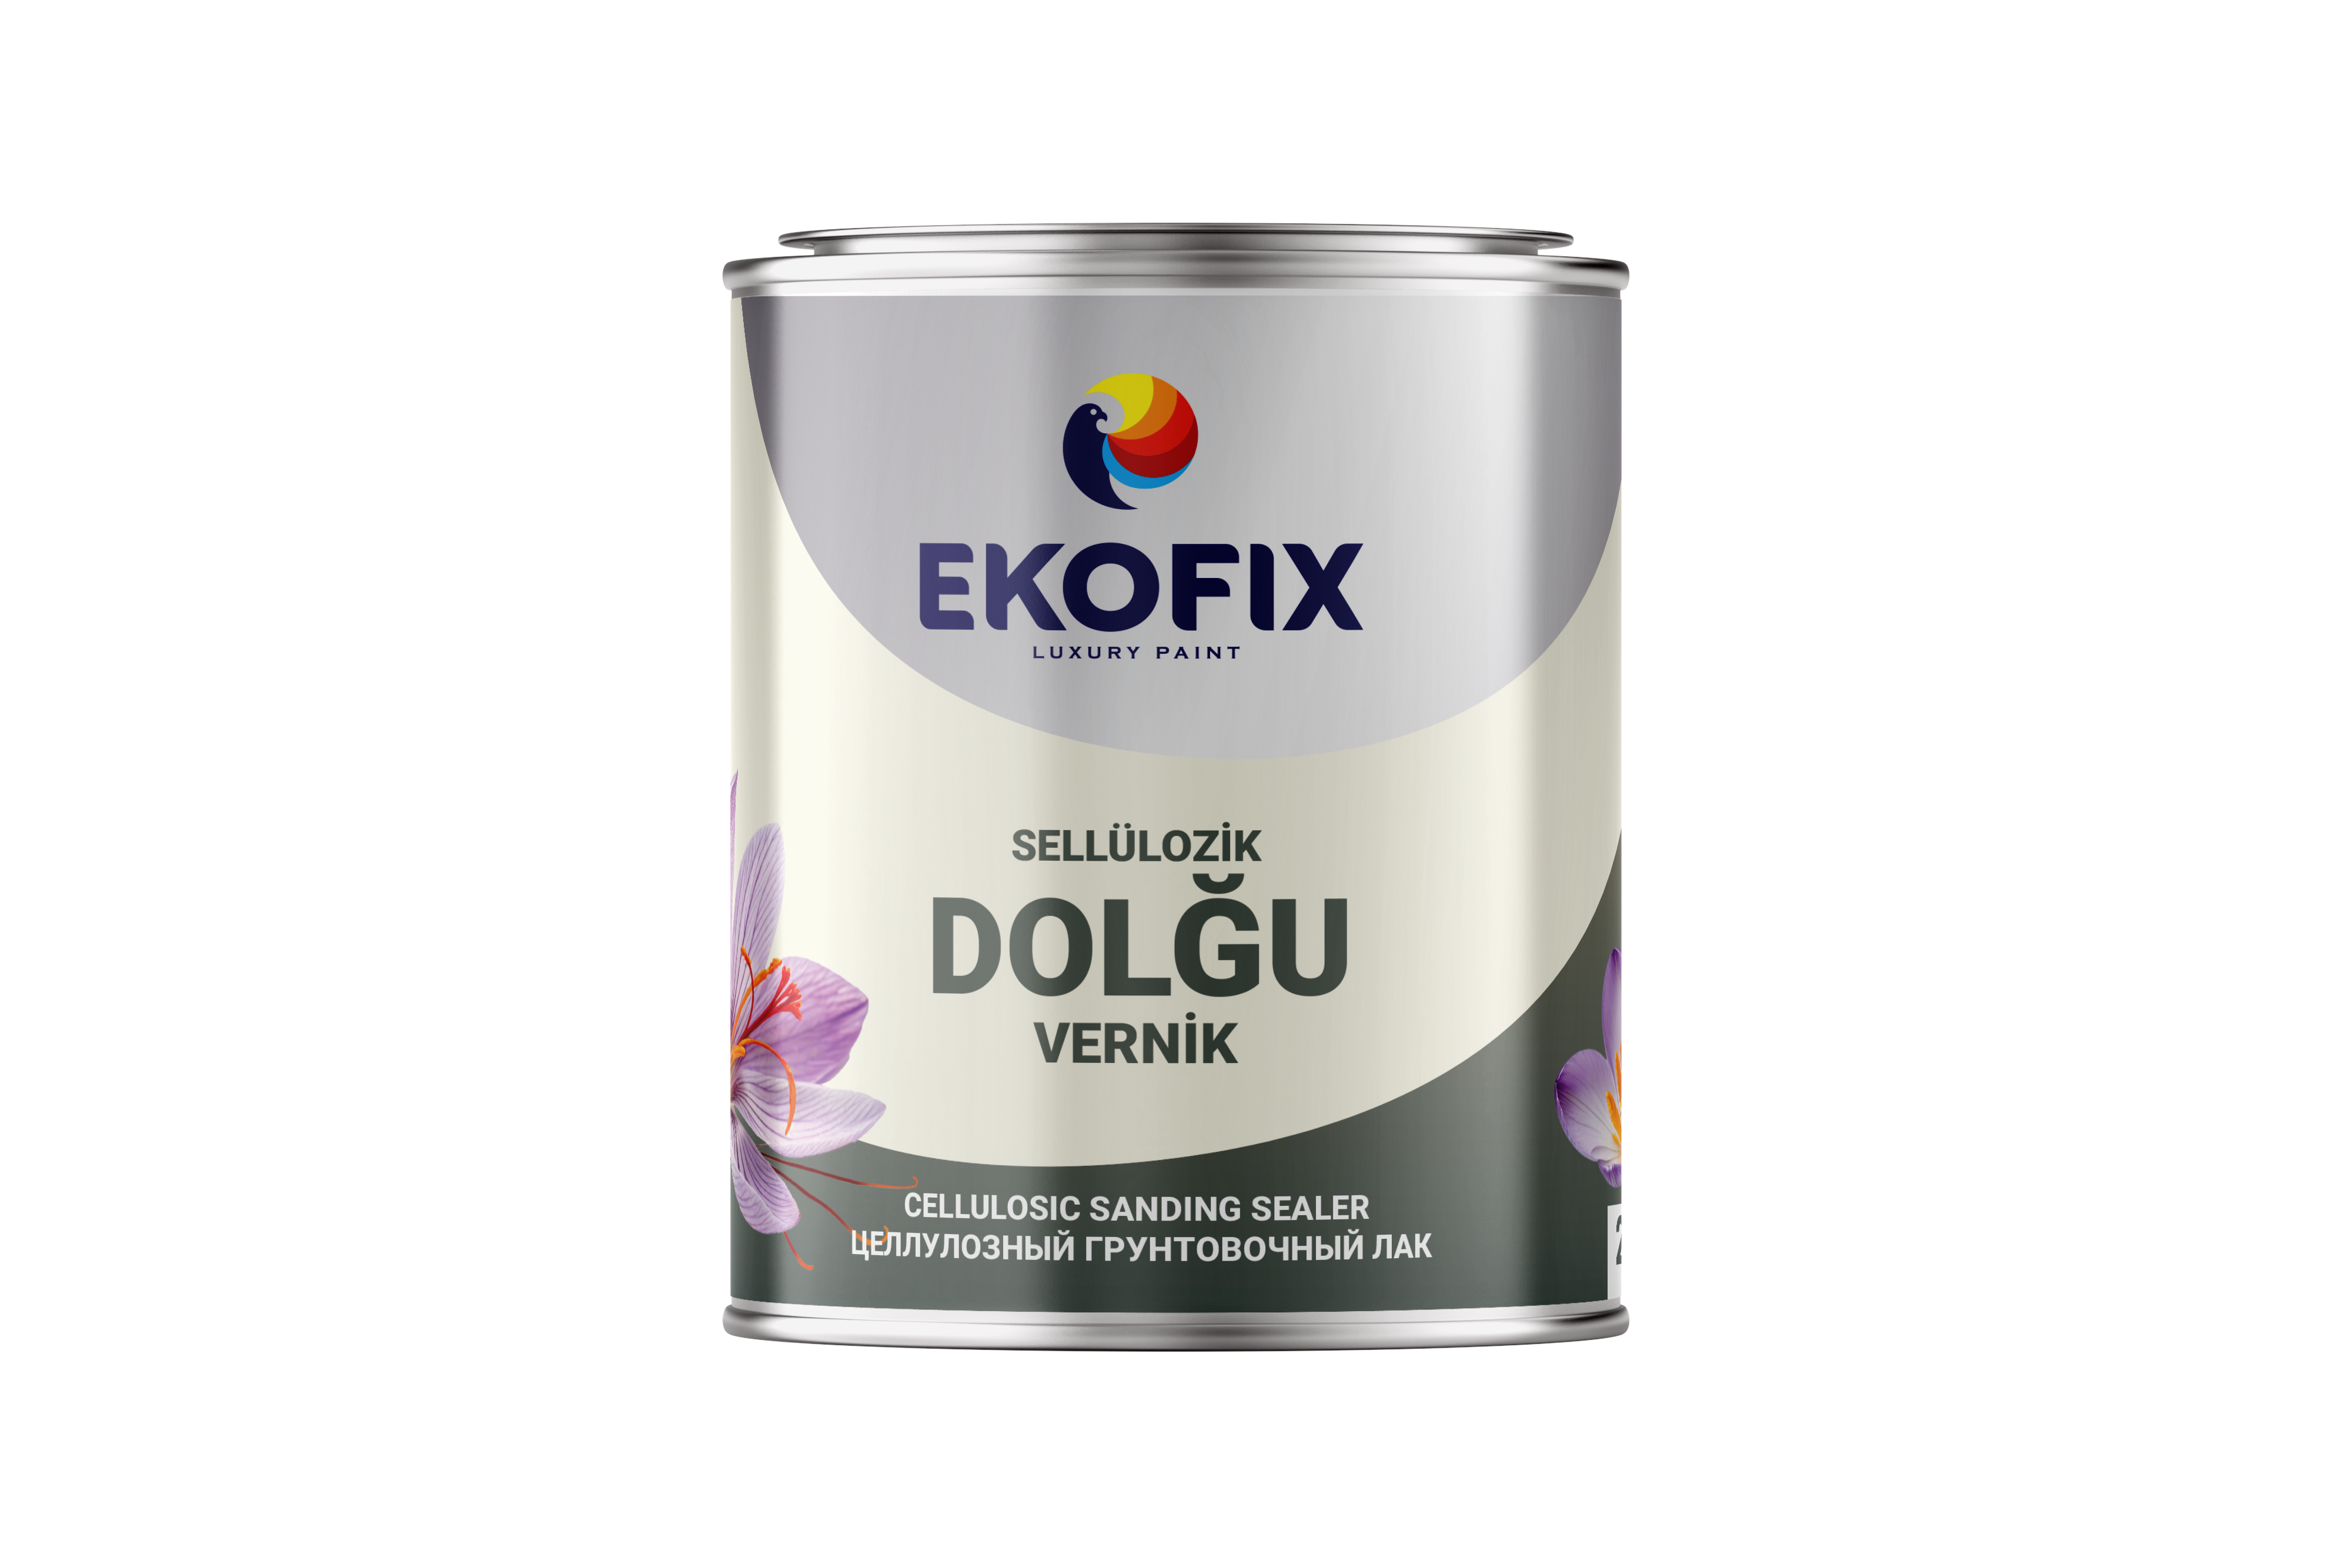 EKOFIX
LUXURY PAINT
SELLÜLOZİK
DOLĞU
VERNİK
CELLULOSIC SANDING SEALER
ЦЕЛЛУЛОЗНЫЙ ГРУНТОВОЧНЫЙ ЛАК